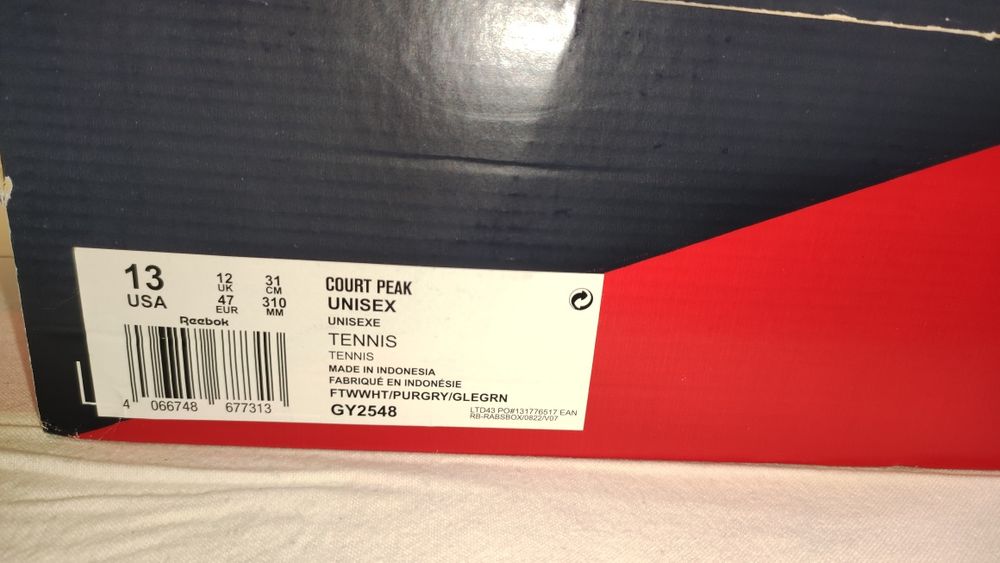 13
USA
12
UK
47
EUR
31
CM
310
MM
Reebok
4 066748 677313
COURT PEAK
UNISEX
UNISEXE
TENNIS
TENNIS
MADE IN INDONESIA
FABRIQUÉ EN INDONÉSIE
FTWWHT/PURGRY/GLEGRN
GY2548
LTD43 PO#131776517 EAN
RB-RABSBOX/0822/V07